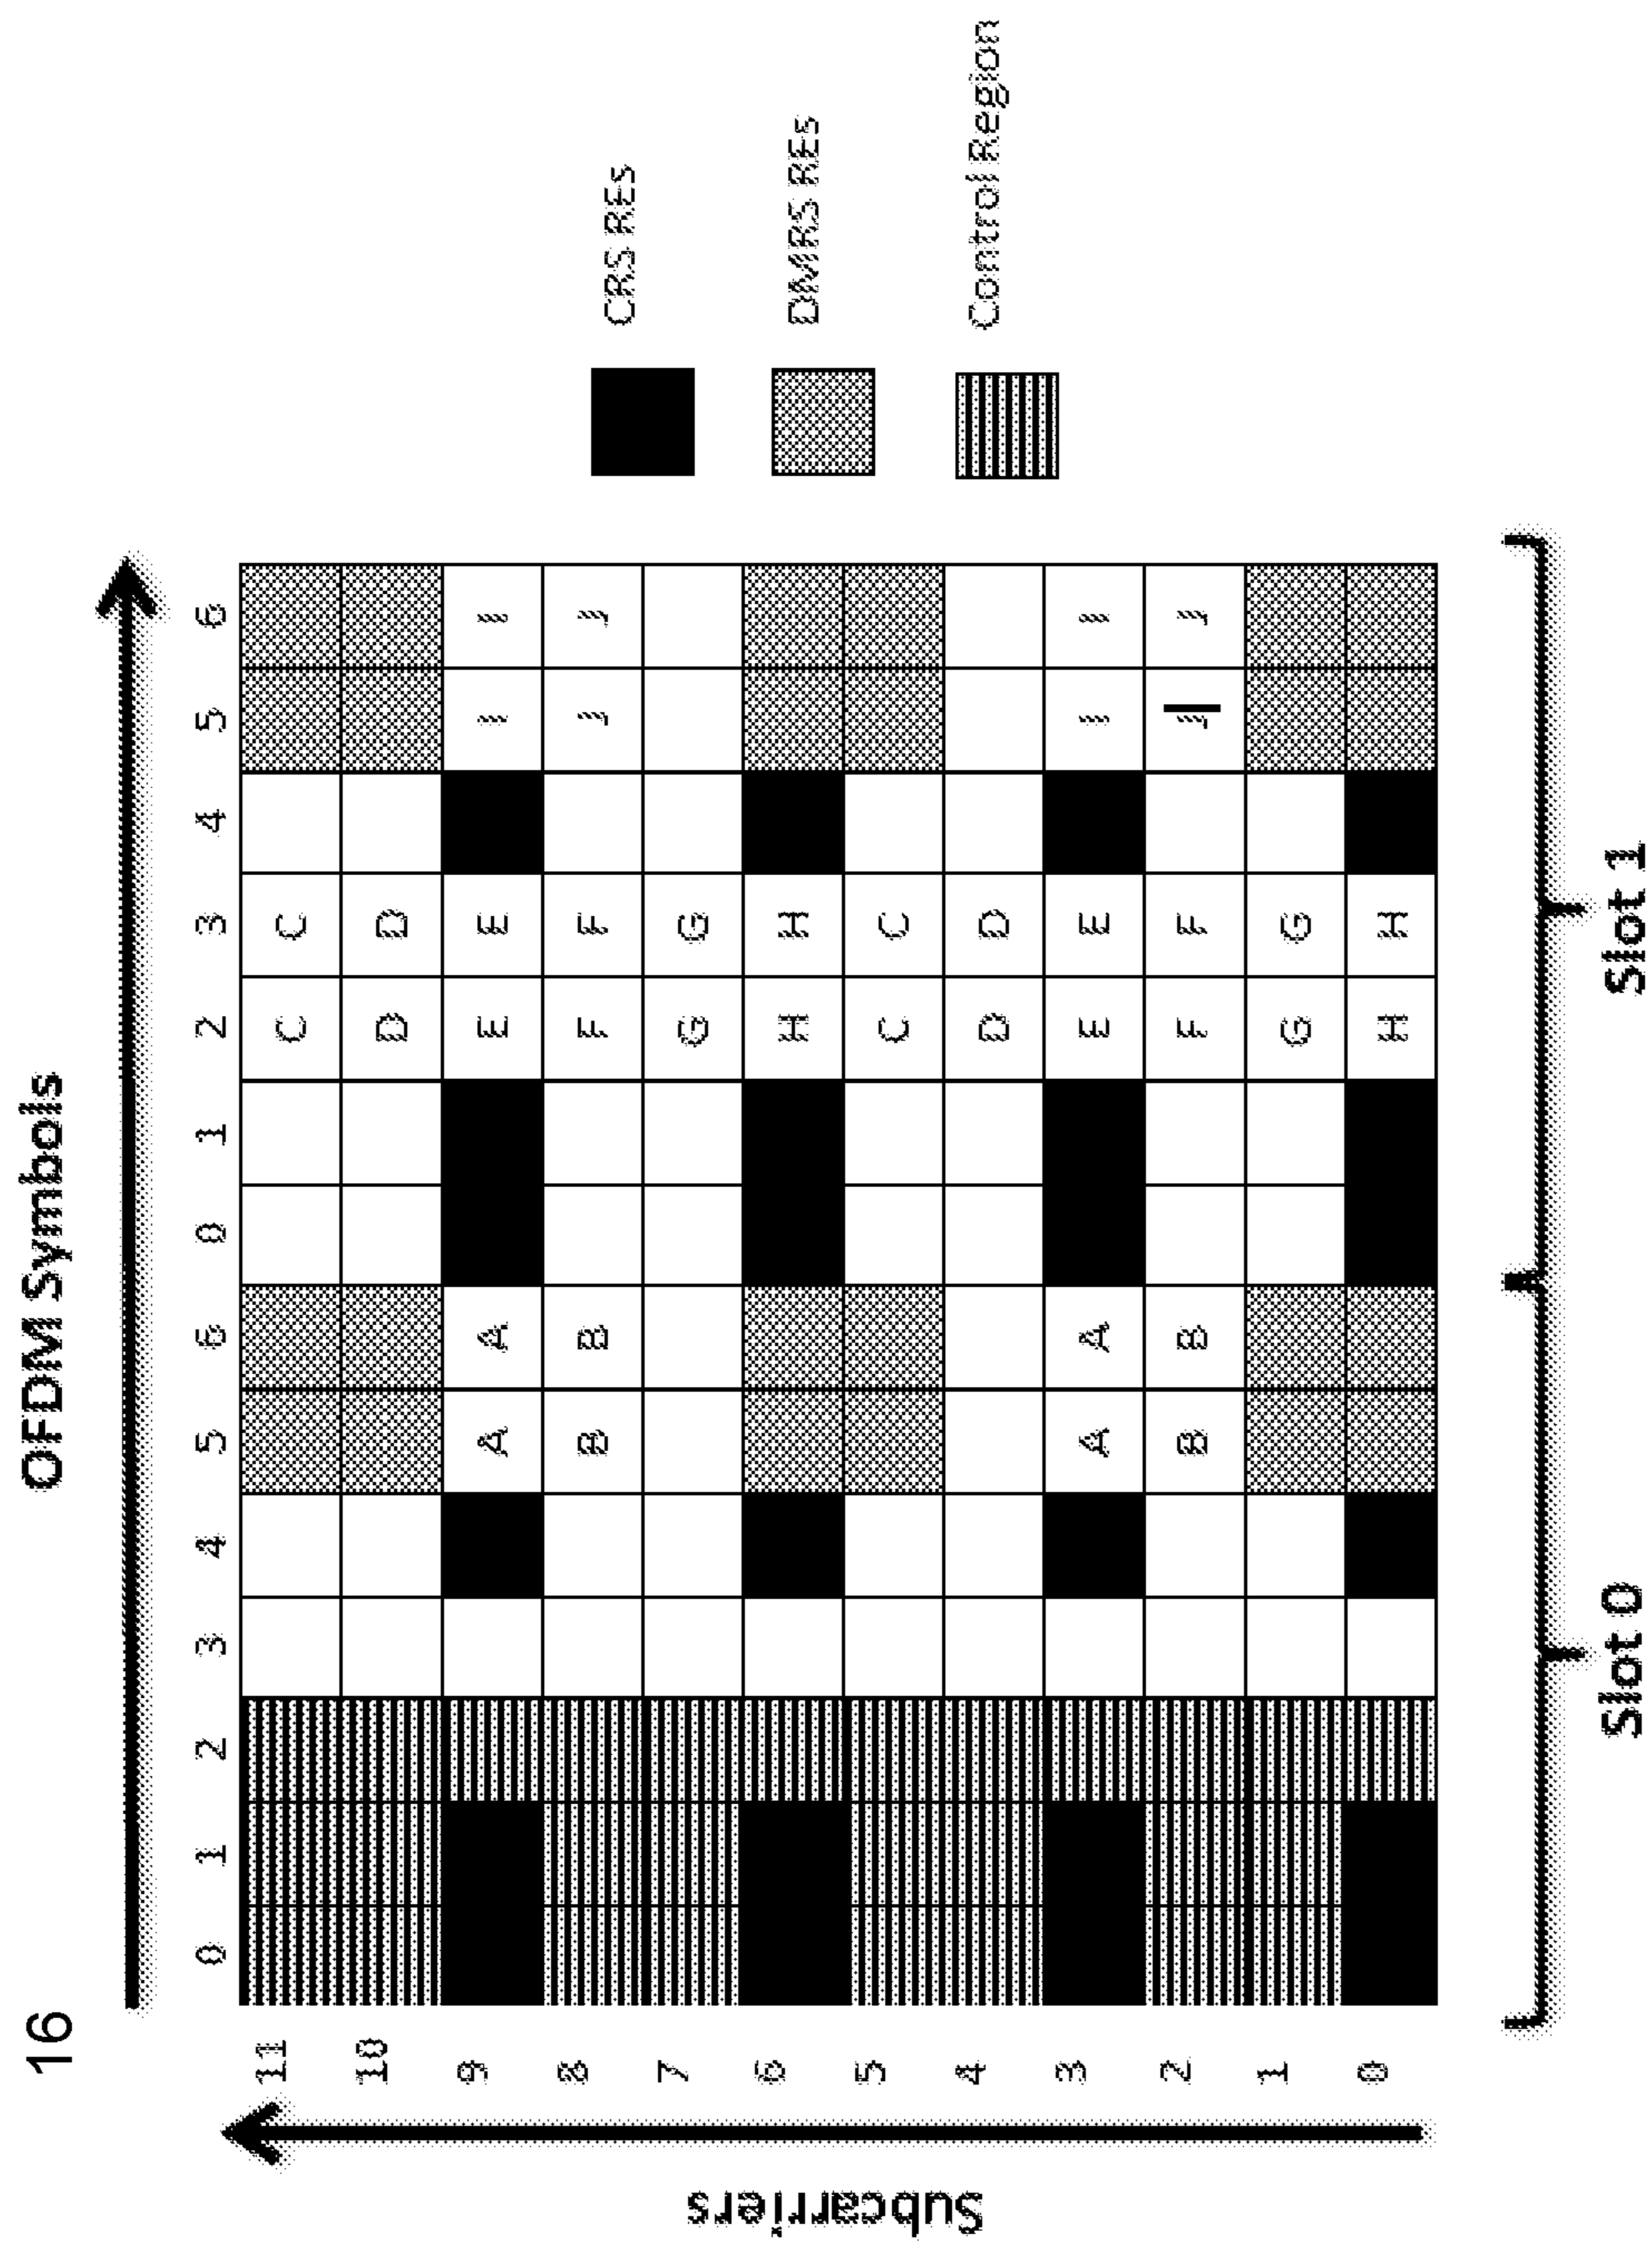 16
OFDM Symbols
0 1 2 3 4 5 6 0 1 2 3 4 5 6
11 C C
10 D D
9 A A E E I I
8 B B F F J J
7 G G
6 H H
5 C C
4 D D
3 A A E E I I
2 B B F F J J
1 G G
0 H H
Subcarriers
Slot 0 Slot 1
CRS REs
DMRS REs
Control Region